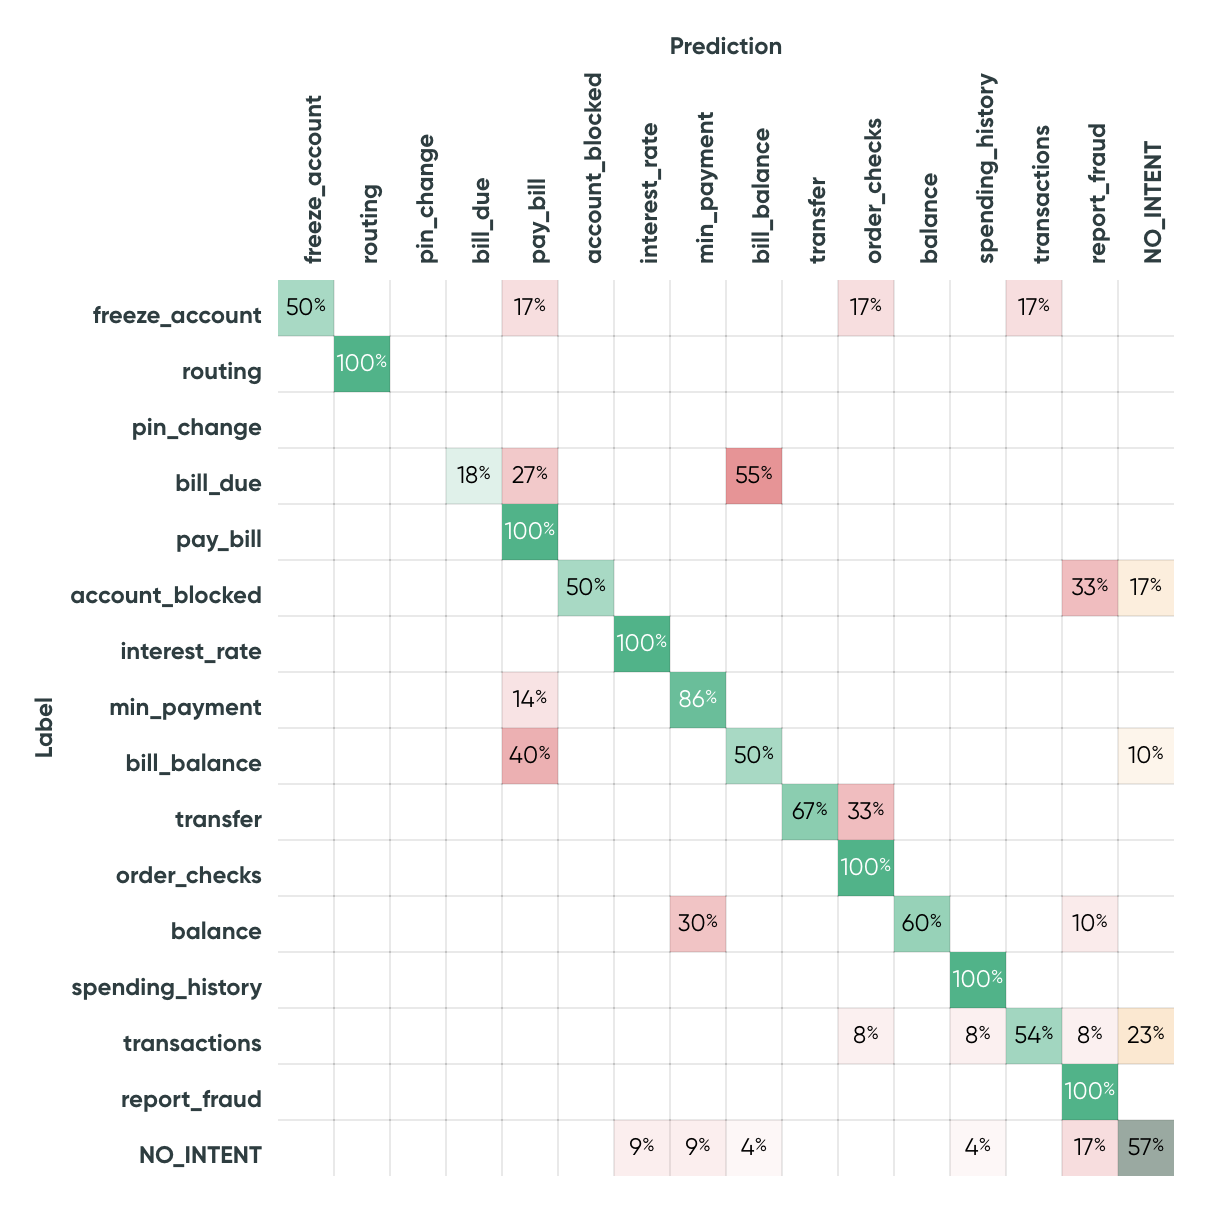 Prediction
freeze_account
routing
pin_change
bill_due
pay_bill
account_blocked
interest_rate
min_payment
bill_balance
transfer
order_checks
balance
spending_history
transactions
report_fraud
NO_INTENT
Label
freeze_account 50% 17% 17% 17%
routing 100%
pin_change
bill_due 18% 27% 55%
pay_bill 100%
account_blocked 50% 33% 17%
interest_rate 100%
min_payment 14% 86%
bill_balance 40% 50% 10%
transfer 67% 33%
order_checks 100%
balance 30% 60% 10%
spending_history 100%
transactions 8% 8% 54% 8% 23%
report_fraud 100%
NO_INTENT 9% 9% 4% 4% 17% 57%